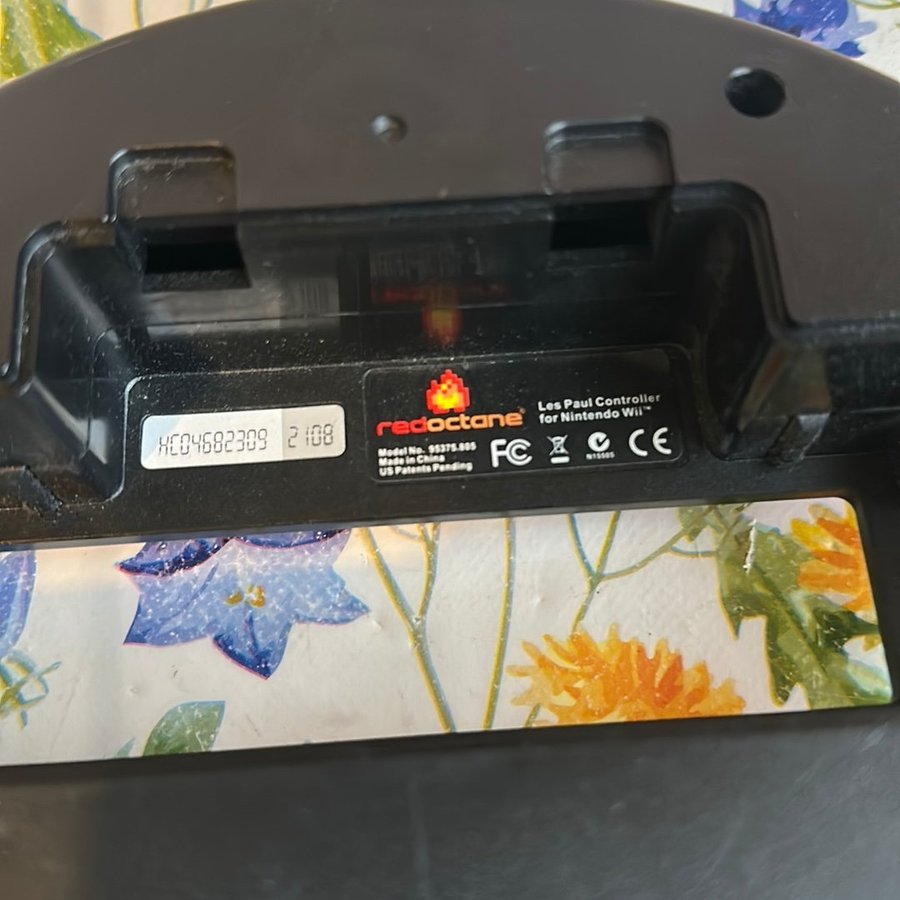 HC04682309 2108
redoctane
Les Paul Controller
for Nintendo Wii™
Model No. 95375.805
Made in China
US Patents Pending
FC
N15505
CE